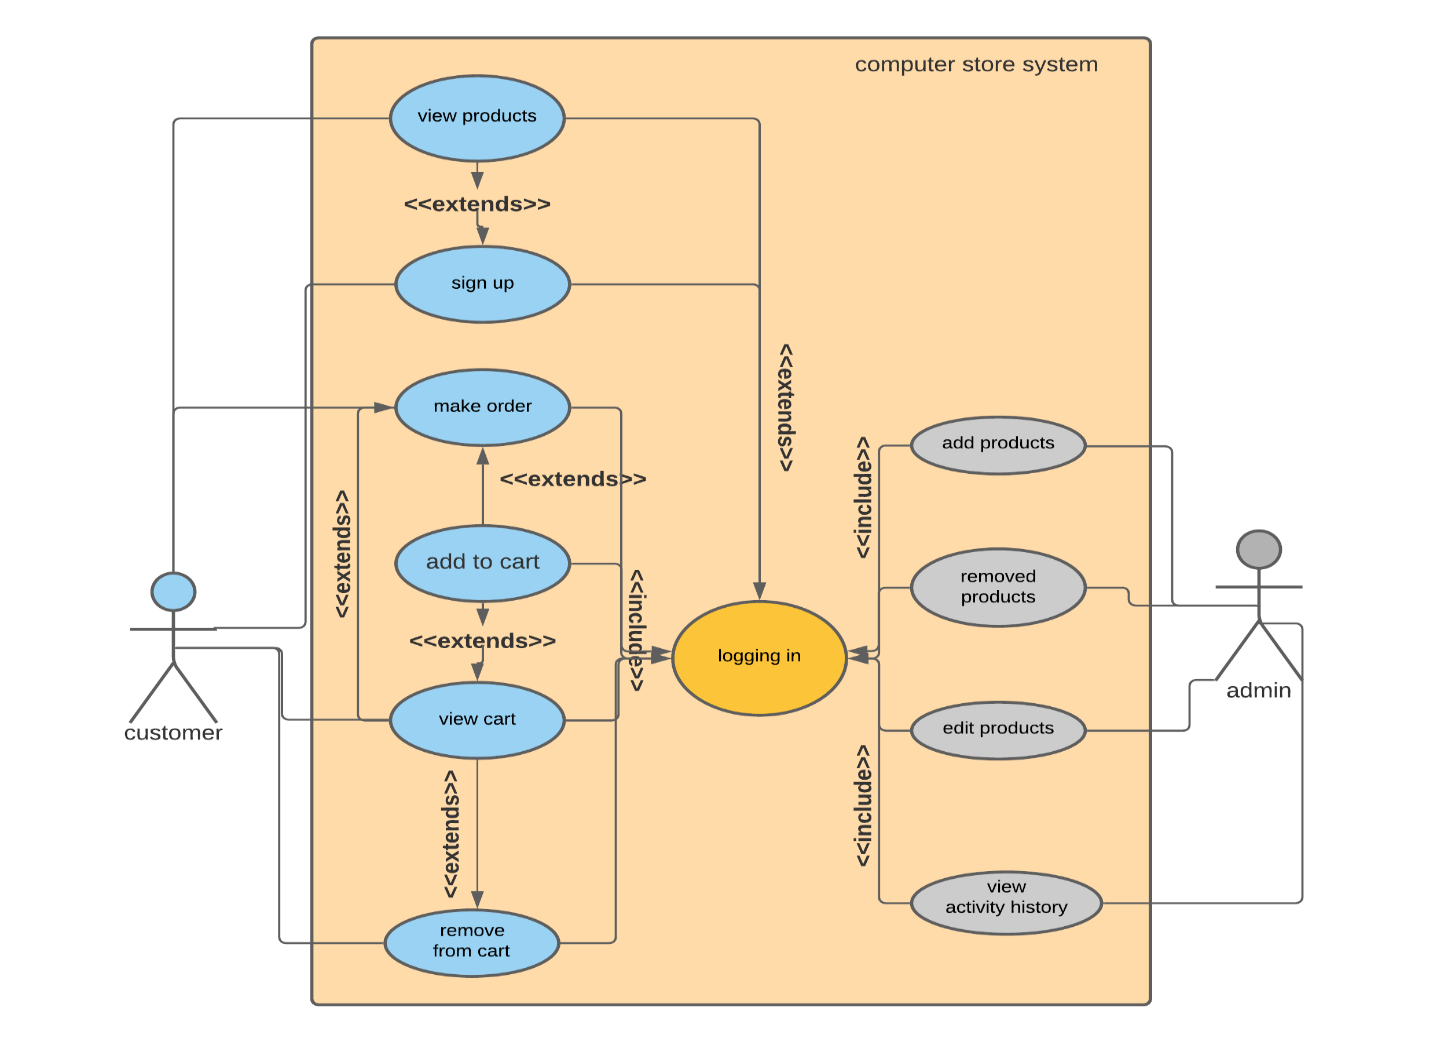 computer store system
view products
<<extends>>
sign up
<<extends>>
make order
<<extends>>
<<extends>>
add to cart
<<extends>>
<<include>>
view cart
<<extends>>
remove
from cart
logging in
<<include>>
add products
removed
products
edit products
<<include>>
view
activity history
customer
admin